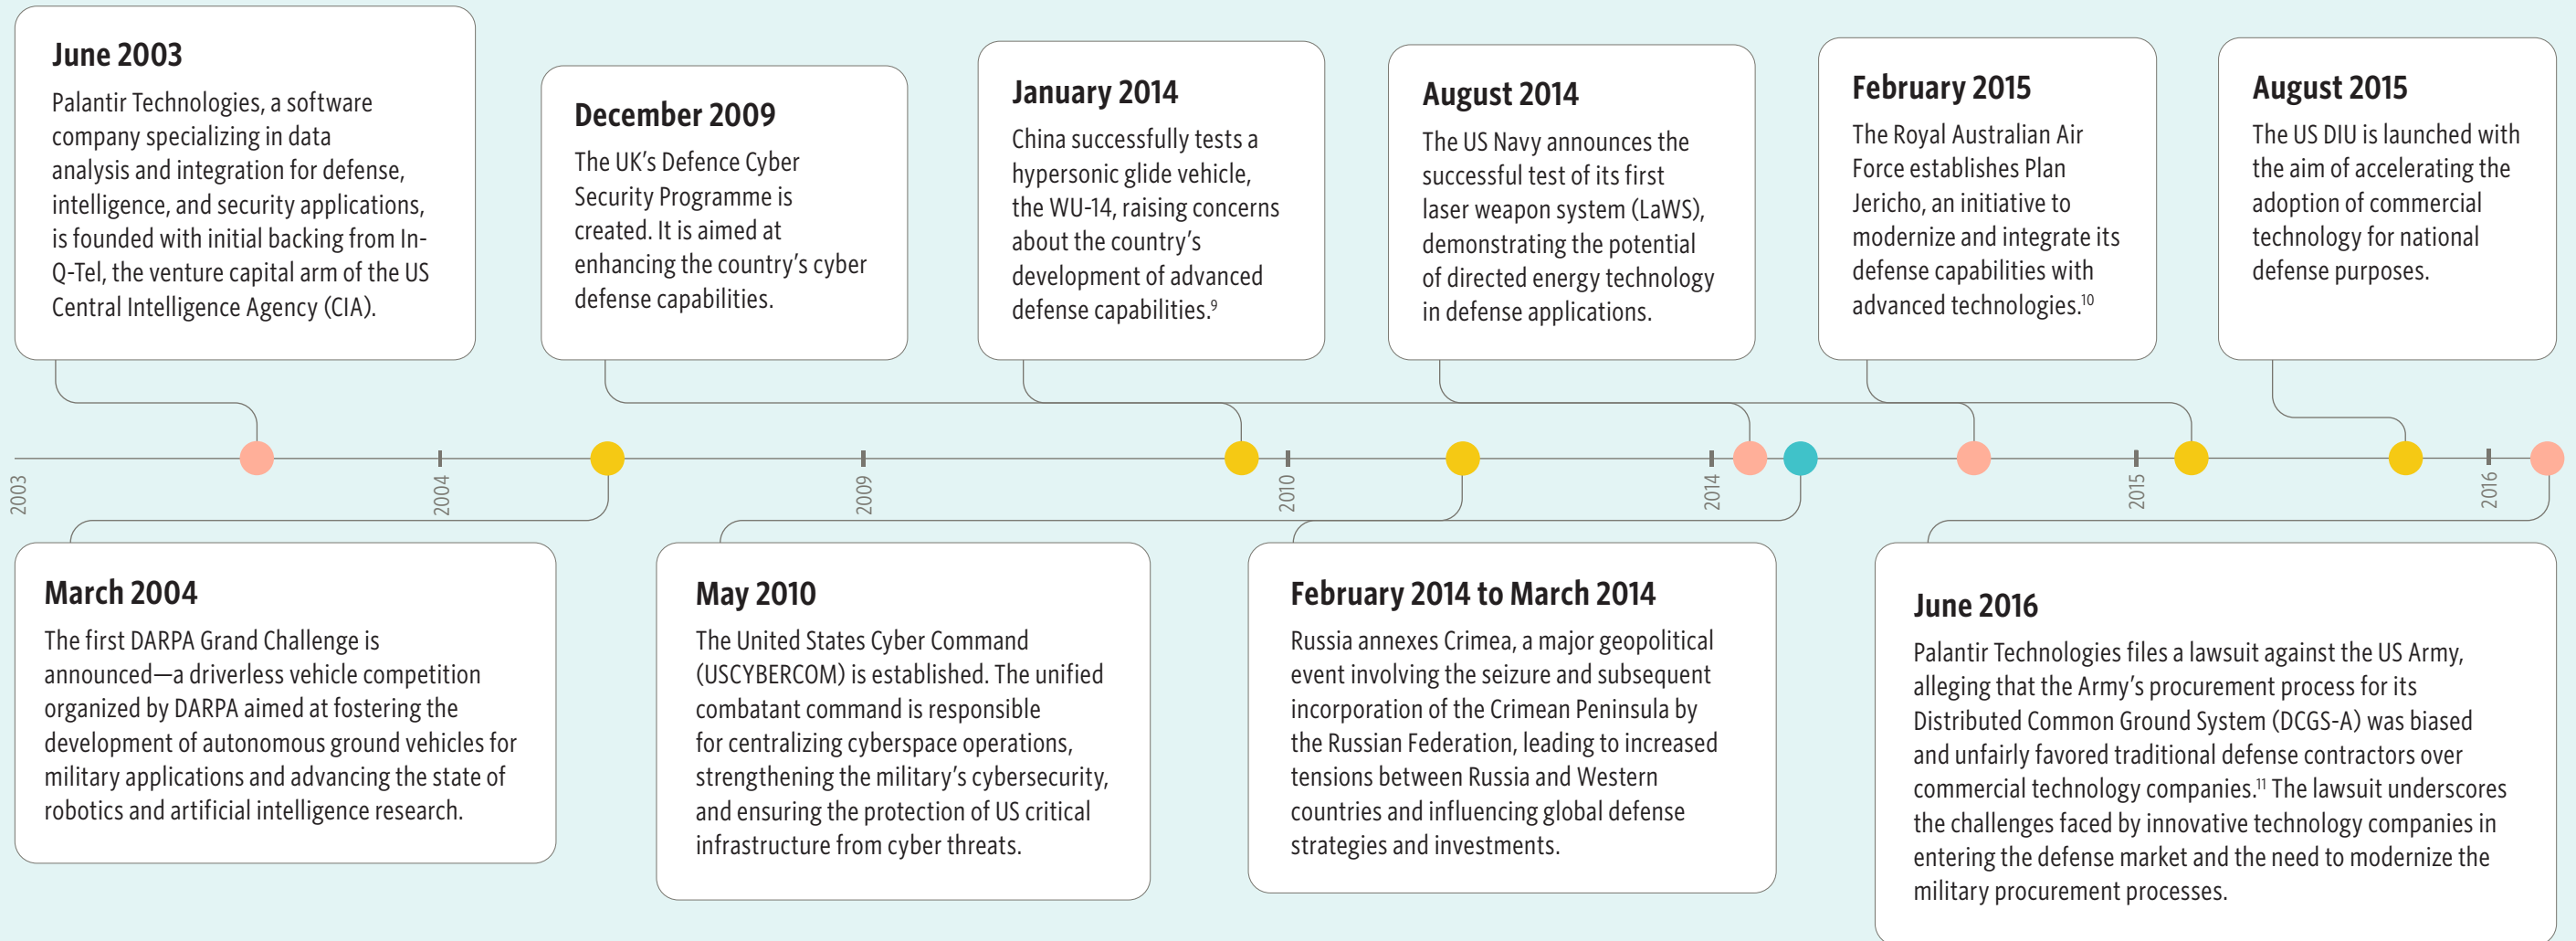 June 2003
Palantir Technologies, a software
company specializing in data
analysis and integration for defense,
intelligence, and security applications,
is founded with initial backing from In-
Q-Tel, the venture capital arm of the US
Central Intelligence Agency (CIA).
December 2009
The UK’s Defence Cyber
Security Programme is
created. It is aimed at
enhancing the country’s cyber
defense capabilities.
January 2014
China successfully tests a
hypersonic glide vehicle,
the WU-14, raising concerns
about the country’s
development of advanced
defense capabilities.9
August 2014
The US Navy announces the
successful test of its first
laser weapon system (LaWS),
demonstrating the potential
of directed energy technology
in defense applications.
February 2015
The Royal Australian Air
Force establishes Plan
Jericho, an initiative to
modernize and integrate its
defense capabilities with
advanced technologies.10
August 2015
The US DIU is launched with
the aim of accelerating the
adoption of commercial
technology for national
defense purposes.
2003
2004
2009
2010
2014
2015
2016
March 2004
The first DARPA Grand Challenge is
announced—a driverless vehicle competition
organized by DARPA aimed at fostering the
development of autonomous ground vehicles for
military applications and advancing the state of
robotics and artificial intelligence research.
May 2010
The United States Cyber Command
(USCYBERCOM) is established. The unified
combatant command is responsible
for centralizing cyberspace operations,
strengthening the military’s cybersecurity,
and ensuring the protection of US critical
infrastructure from cyber threats.
February 2014 to March 2014
Russia annexes Crimea, a major geopolitical
event involving the seizure and subsequent
incorporation of the Crimean Peninsula by
the Russian Federation, leading to increased
tensions between Russia and Western
countries and influencing global defense
strategies and investments.
June 2016
Palantir Technologies files a lawsuit against the US Army,
alleging that the Army’s procurement process for its
Distributed Common Ground System (DCGS-A) was biased
and unfairly favored traditional defense contractors over
commercial technology companies.11 The lawsuit underscores
the challenges faced by innovative technology companies in
entering the defense market and the need to modernize the
military procurement processes.